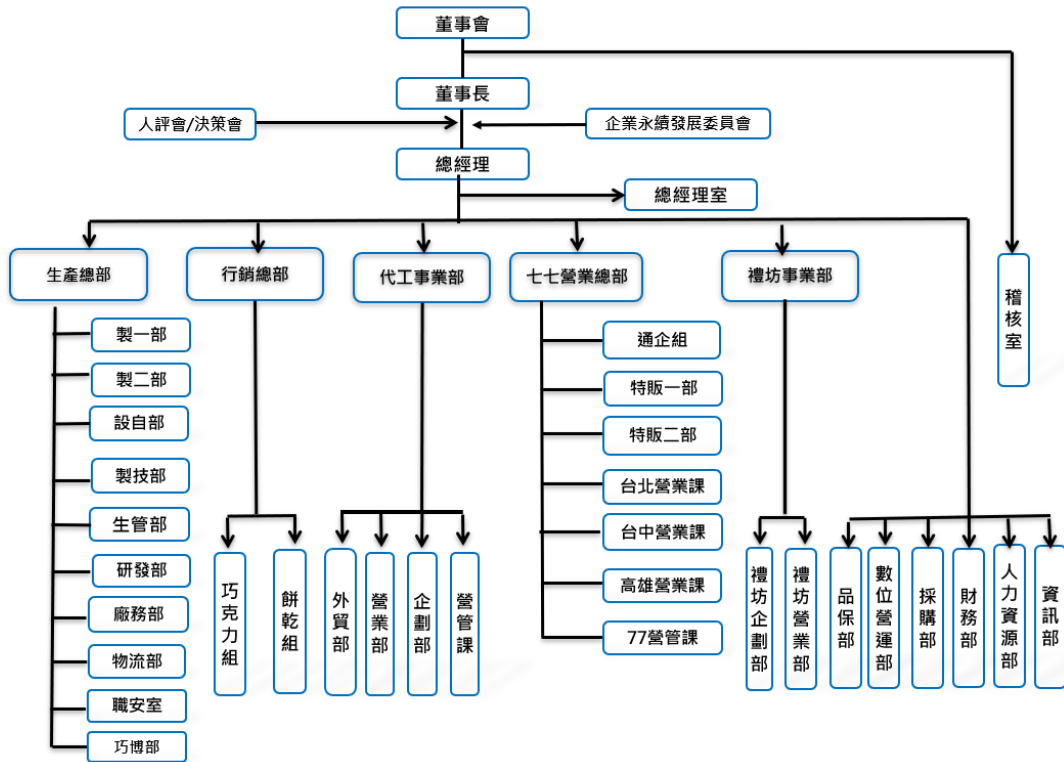 董事會
董事長
人評會/決策會
企業永續發展委員會
總經理
總經理室
稽核室
生產總部
行銷總部
代工事業部
七七營業總部
禮坊事業部
製一部
製二部
設自部
製技部
生管部
研發部
廠務部
物流部
職安室
巧博部
巧克力組
餅乾組
外貿部
營業部
企劃部
營管課
通企組
特販一部
特販二部
台北營業課
台中營業課
高雄營業課
77營管課
禮坊企劃部
禮坊營業部
品保部
數位營運部
採購部
財務部
人力資源部
資訊部